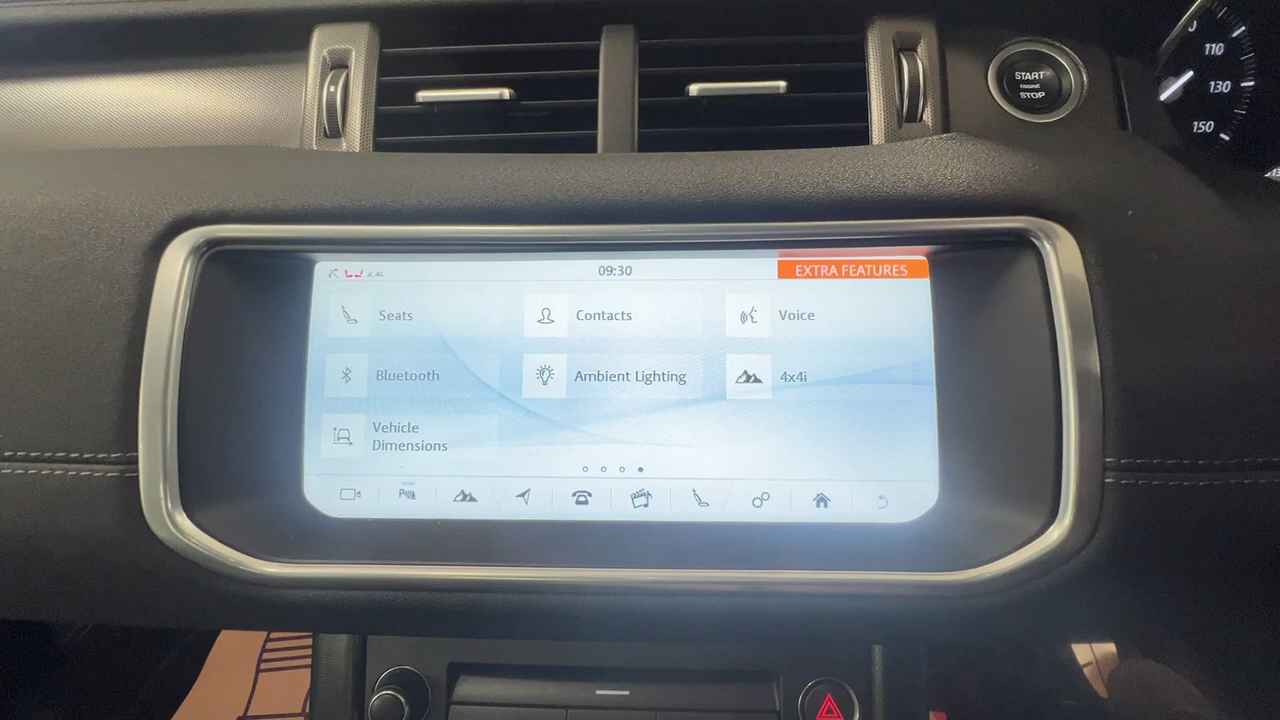 START
ENGINE
STOP
110
130
150
4G
09:30
EXTRA FEATURES
Seats
Contacts
Voice
Bluetooth
Ambient Lighting
4x4i
Vehicle
Dimensions